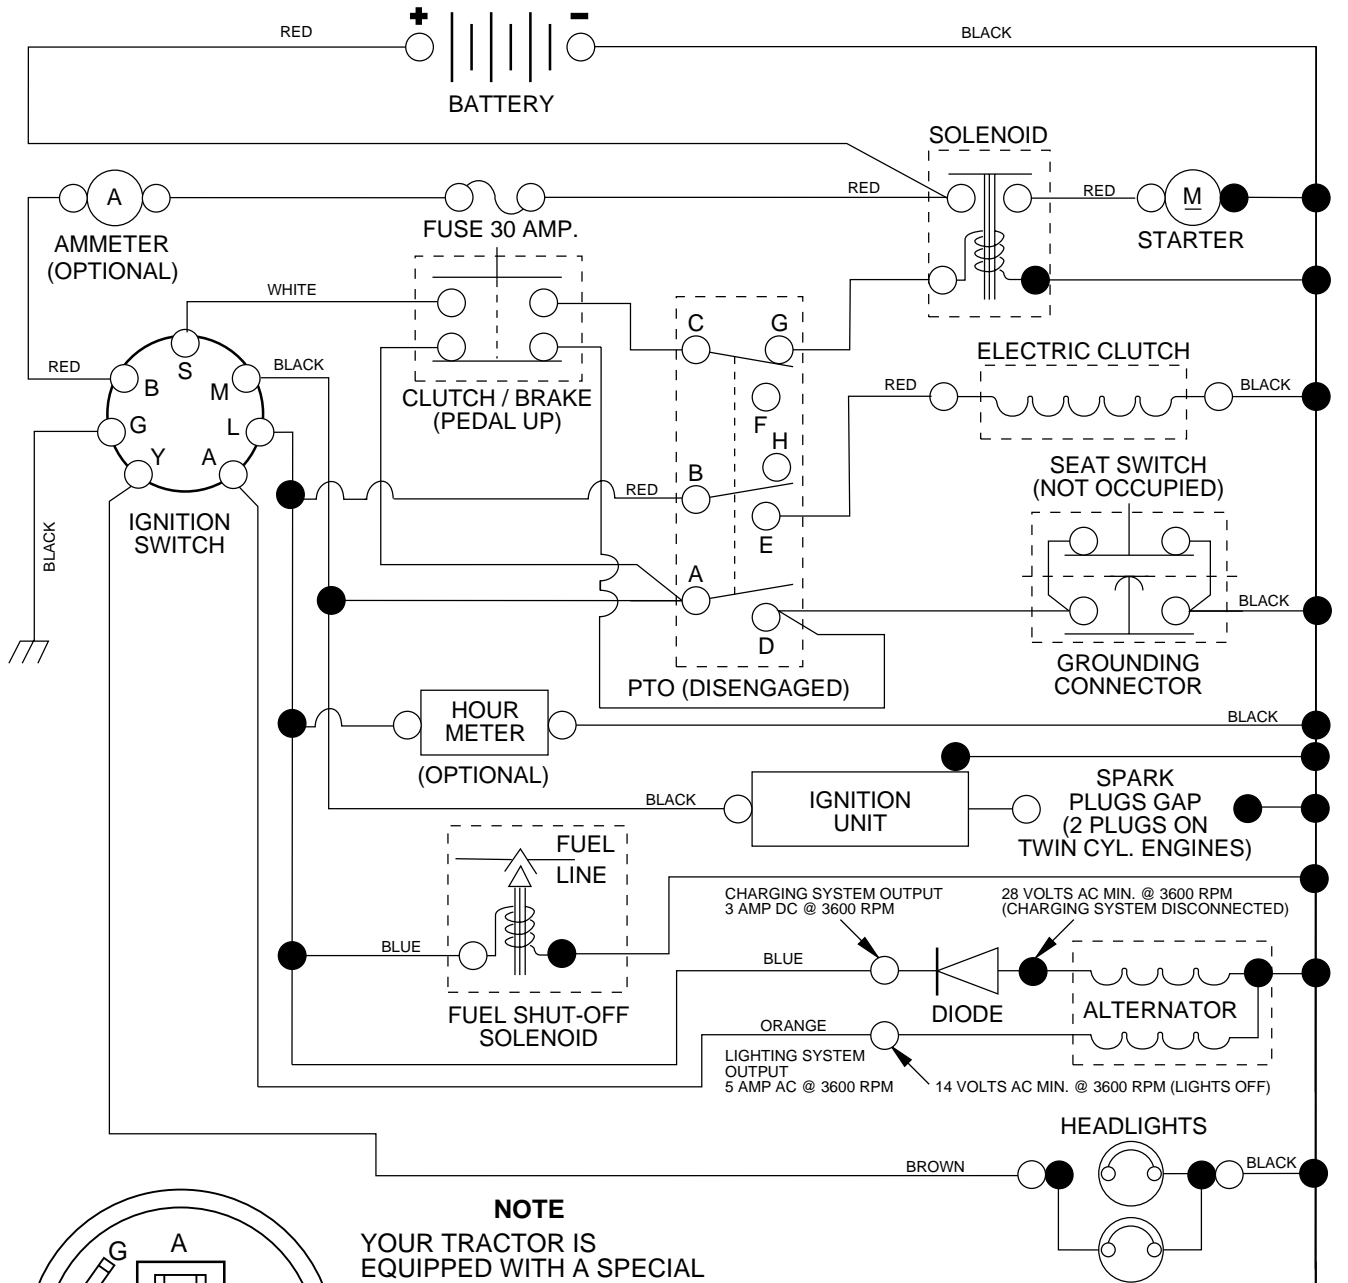 + −
RED
BLACK
BATTERY
SOLENOID
A
RED
RED
M
FUSE 30 AMP.
STARTER
AMMETER
(OPTIONAL)
WHITE
C G
S
ELECTRIC CLUTCH
RED
BLACK
B M
CLUTCH / BRAKE
(PEDAL UP)
RED
BLACK
G L
F
H
Y A
B
SEAT SWITCH
(NOT OCCUPIED)
RED
IGNITION
SWITCH
BLACK
E
A
BLACK
D
GROUNDING
CONNECTOR
PTO (DISENGAGED)
HOUR
METER
BLACK
(OPTIONAL)
BLACK
IGNITION
UNIT
SPARK
PLUGS GAP
(2 PLUGS ON
TWIN CYL. ENGINES)
FUEL
LINE
CHARGING SYSTEM OUTPUT
3 AMP DC @ 3600 RPM
28 VOLTS AC MIN. @ 3600 RPM
(CHARGING SYSTEM DISCONNECTED)
BLUE
BLUE
FUEL SHUT-OFF
SOLENOID
DIODE
ALTERNATOR
ORANGE
LIGHTING SYSTEM
OUTPUT
5 AMP AC @ 3600 RPM
14 VOLTS AC MIN. @ 3600 RPM (LIGHTS OFF)
HEADLIGHTS
BROWN
BLACK
NOTE
G A
YOUR TRACTOR IS
EQUIPPED WITH A SPECIAL